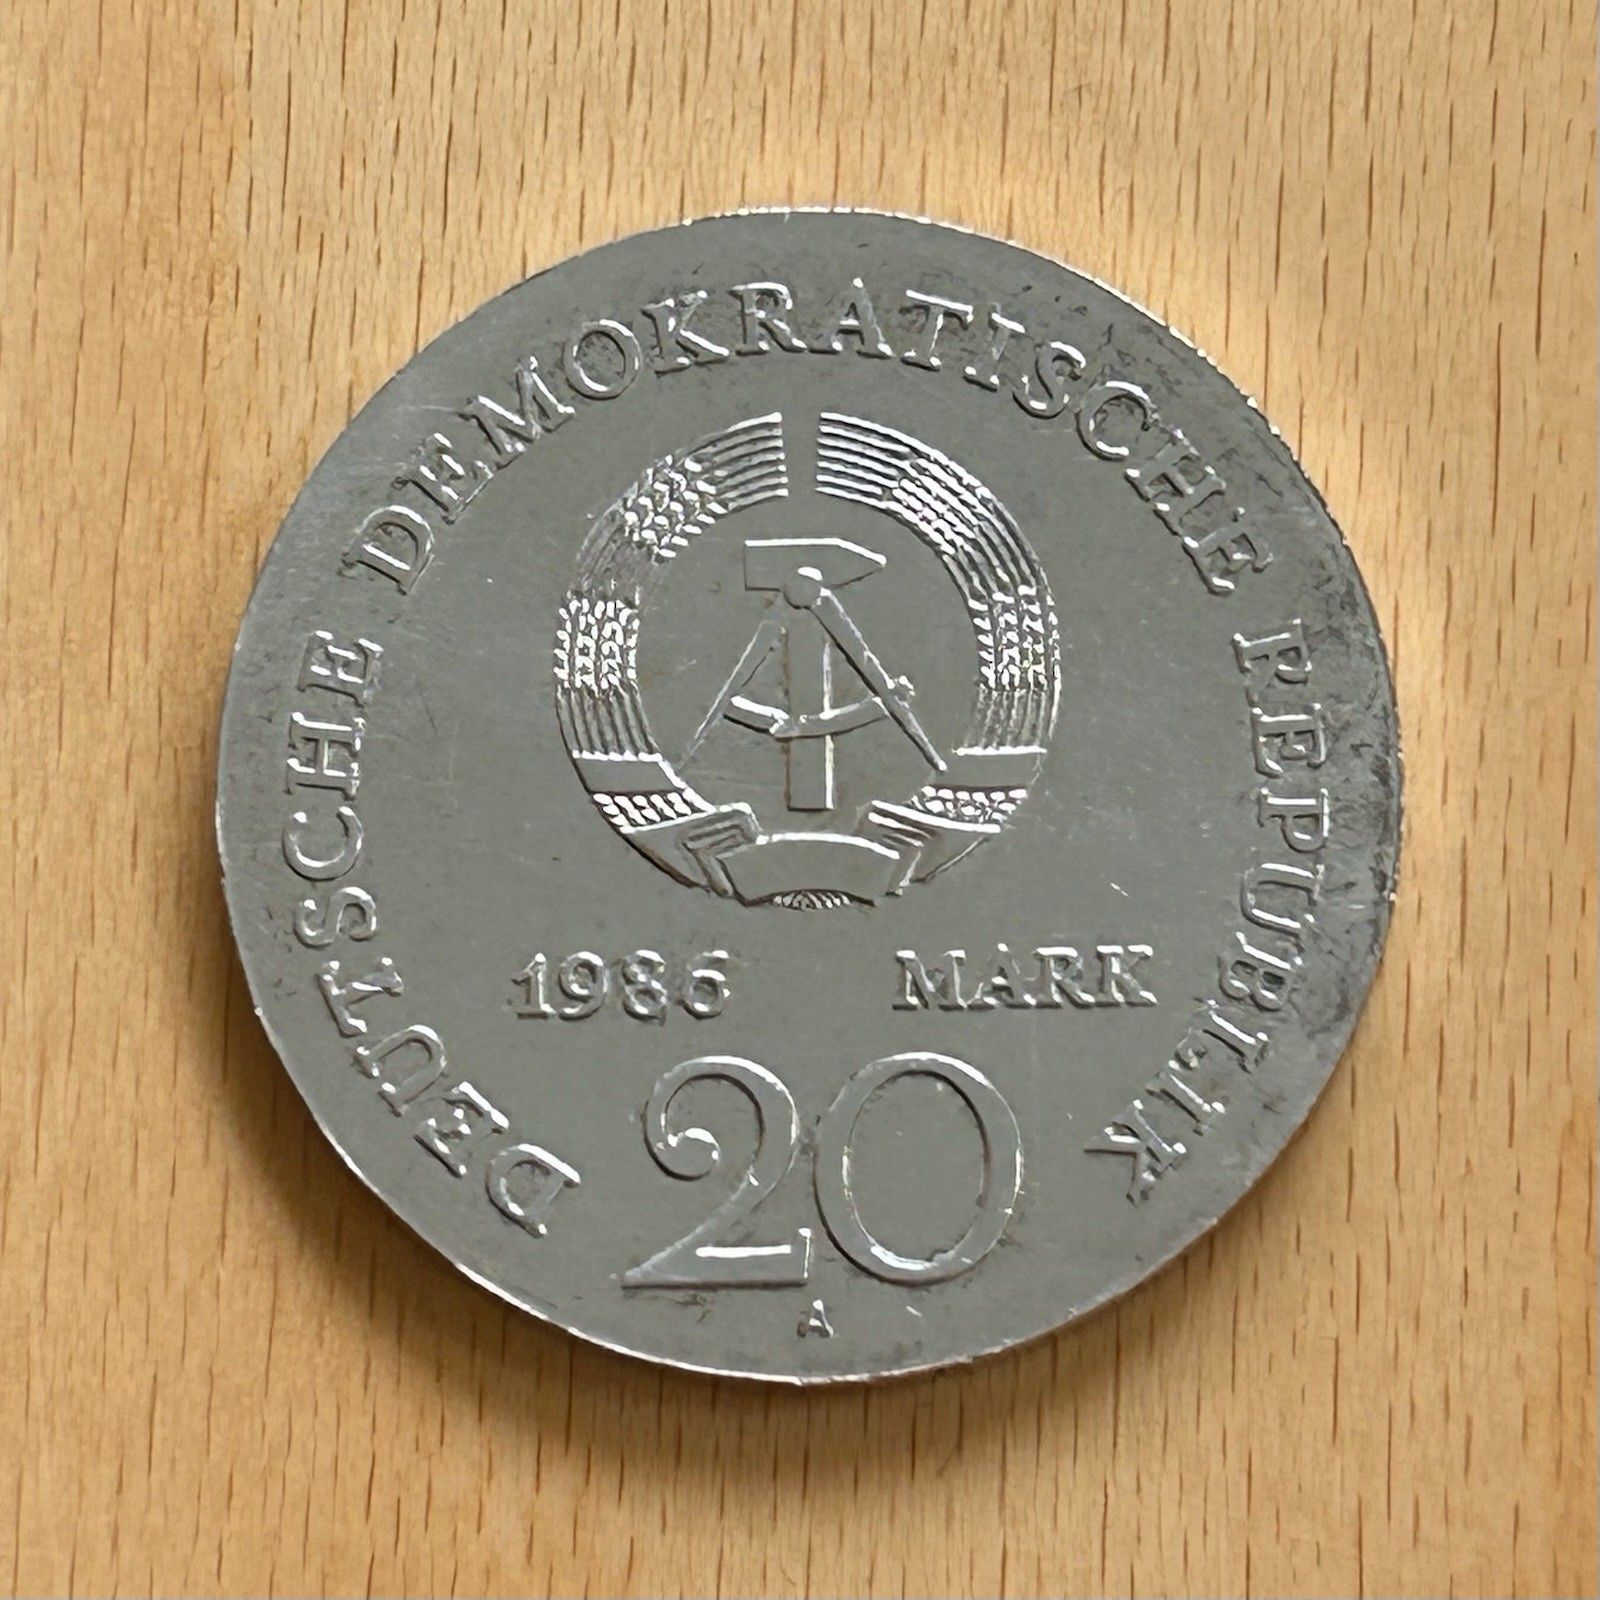 DEUTSCHE DEMOKRATISCHE REPUBLIK
1986 MARK
20
A